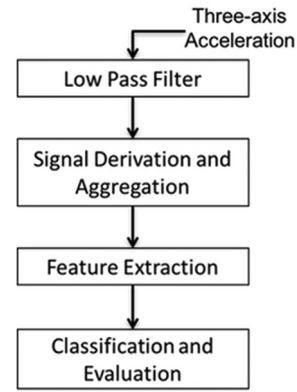 Three-axis
Acceleration
Low Pass Filter
Signal Derivation and
Aggregation
Feature Extraction
Classification and
Evaluation